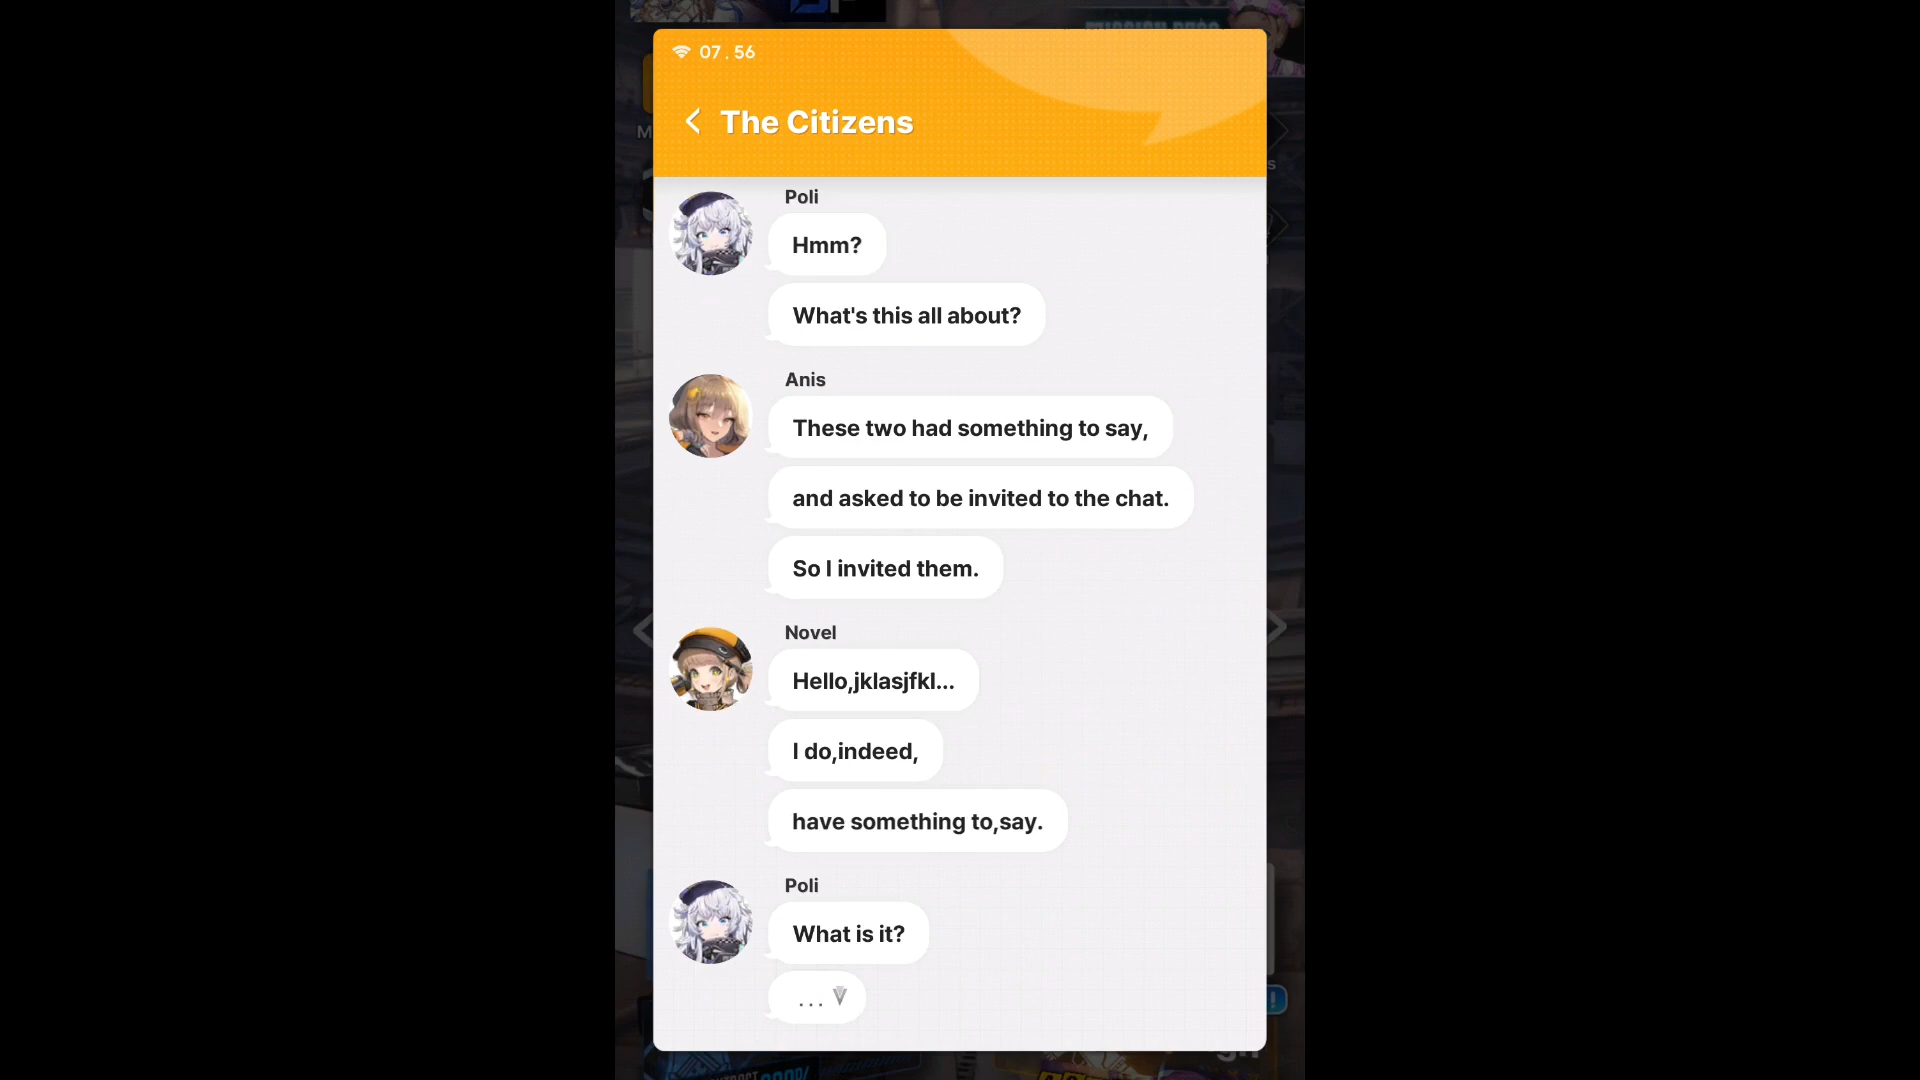 07 . 56
The Citizens
Poli
Hmm?
What's this all about?
Anis
These two had something to say,
and asked to be invited to the chat.
So I invited them.
Novel
Hello,jklasjfkl...
I do,indeed,
have something to,say.
Poli
What is it?
...